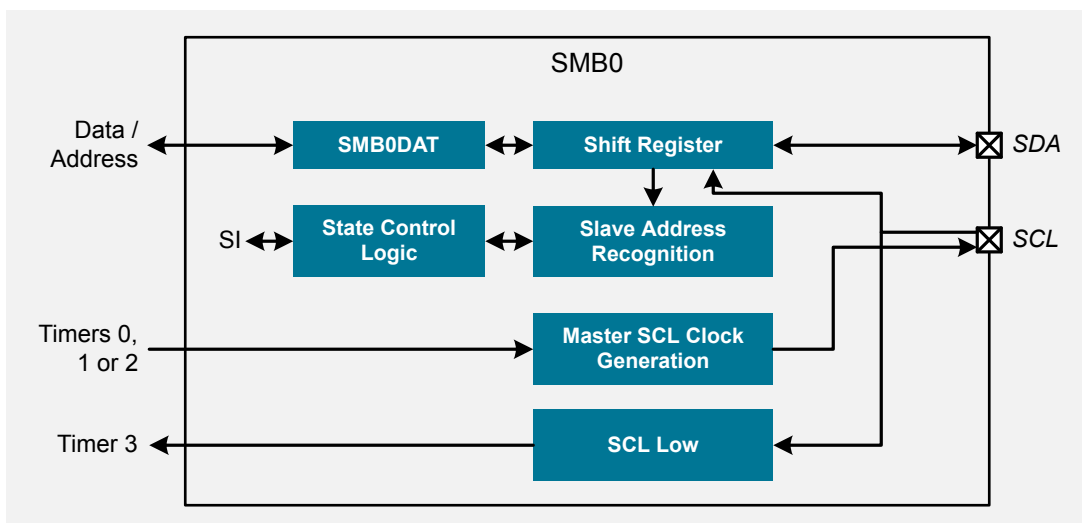 SMB0
Data /
Address
SMB0DAT
Shift Register
SDA
SI
State Control
Logic
Slave Address
Recognition
SCL
Timers 0,
1 or 2
Master SCL Clock
Generation
Timer 3
SCL Low